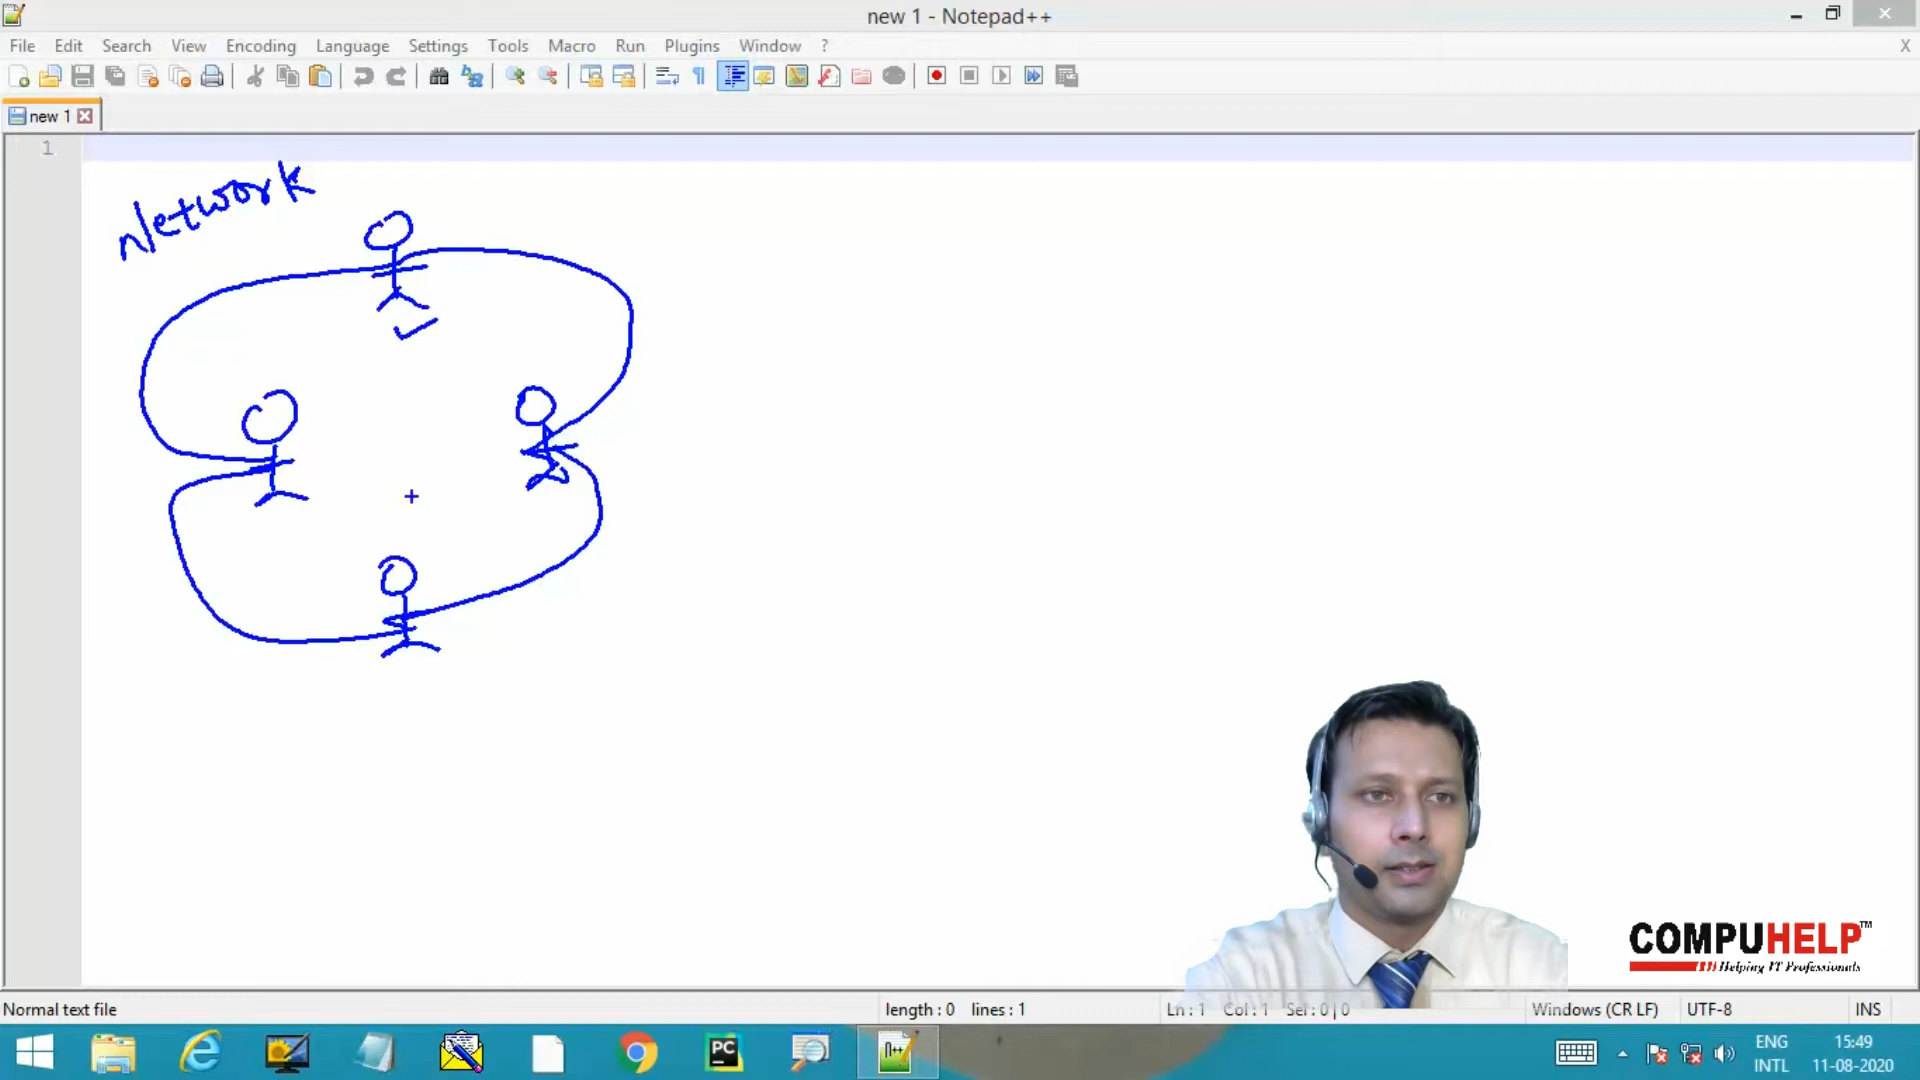 new 1 - Notepad++
File Edit Search View Encoding Language Settings Tools Macro Run Plugins Window ? X
new 1
1
Network
COMPUHELP™
Helping IT Professionals
Normal text file length : 0 lines : 1 Ln : 1 Col : 1 Sel : 0 | 0 Windows (CR LF) UTF-8 INS
PC
n++
ENG 15:49
INTL 11-08-2020